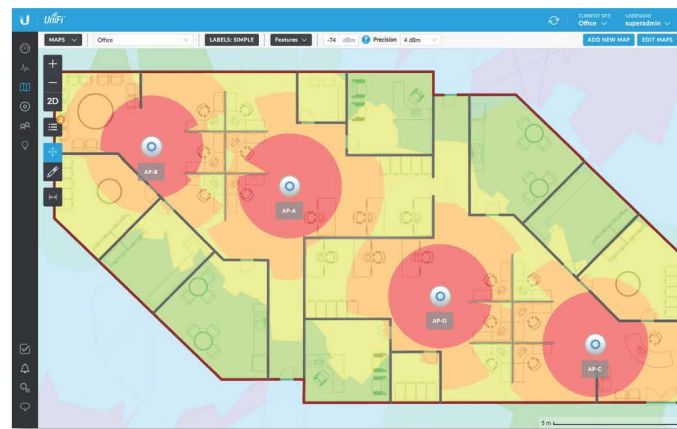 UniFi
CURRENT SITE
Office
USERNAME
superadmin
MAPS
Office
LABELS: SIMPLE
Features
-74 dBm
Precision
4 dBm
ADD NEW MAP
EDIT MAPS
2D
AP-B
AP-A
AP-D
AP-C
5 m